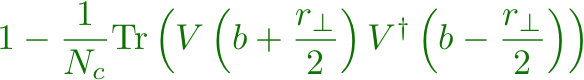 1 - \frac{1}{N_c} \mathrm{Tr} \left( V \left( b + \frac{r_\perp}{2} \right) V^\dagger \left( b - \frac{r_\perp}{2} \right) \right)